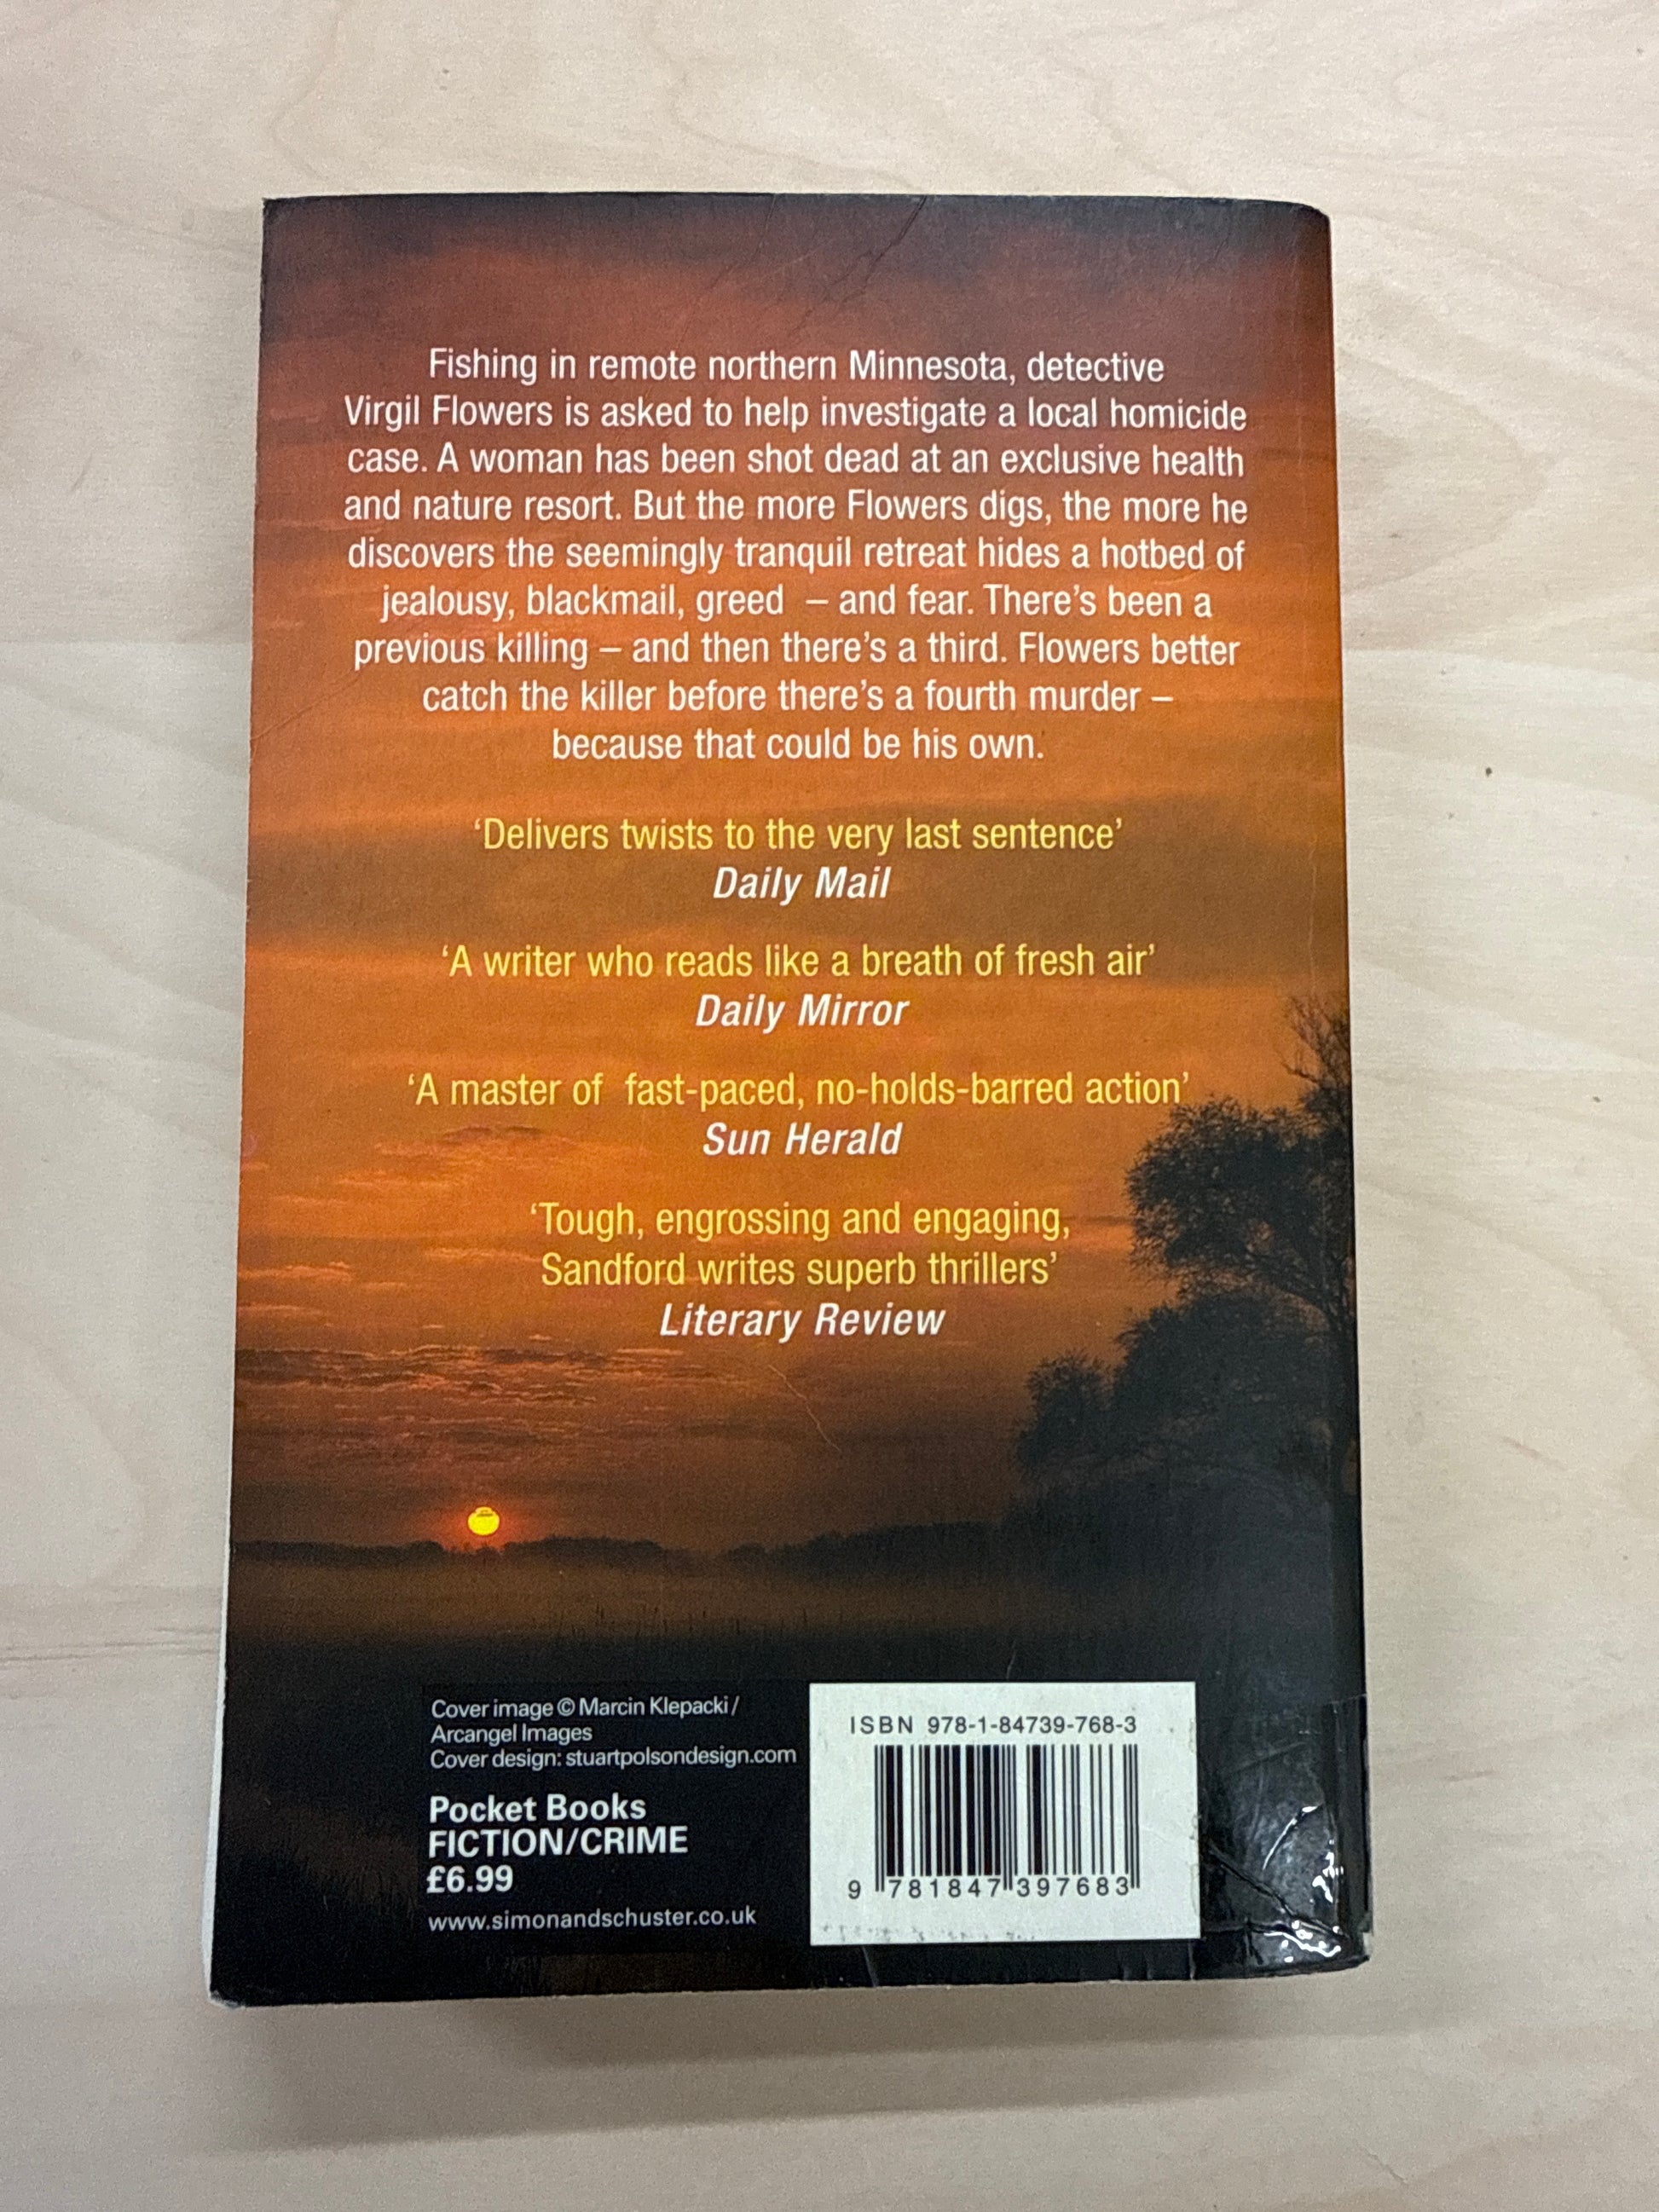 Fishing in remote northern Minnesota, detective
Virgil Flowers is asked to help investigate a local homicide
case. A woman has been shot dead at an exclusive health
and nature resort. But the more Flowers digs, the more he
discovers the seemingly tranquil retreat hides a hotbed of
jealousy, blackmail, greed – and fear. There’s been a
previous killing – and then there’s a third. Flowers better
catch the killer before there’s a fourth murder –
because that could be his own.
‘Delivers twists to the very last sentence’
Daily Mail
‘A writer who reads like a breath of fresh air’
Daily Mirror
‘A master of fast-paced, no-holds-barred action’
Sun Herald
‘Tough, engrossing and engaging,
Sandford writes superb thrillers’
Literary Review
Cover image © Marcin Klepacki /
Arcangel Images
Cover design: stuartpolsondesign.com
Pocket Books
FICTION/CRIME
£6.99
www.simonandschuster.co.uk
ISBN 978-1-84739-768-3
9 781847 397683